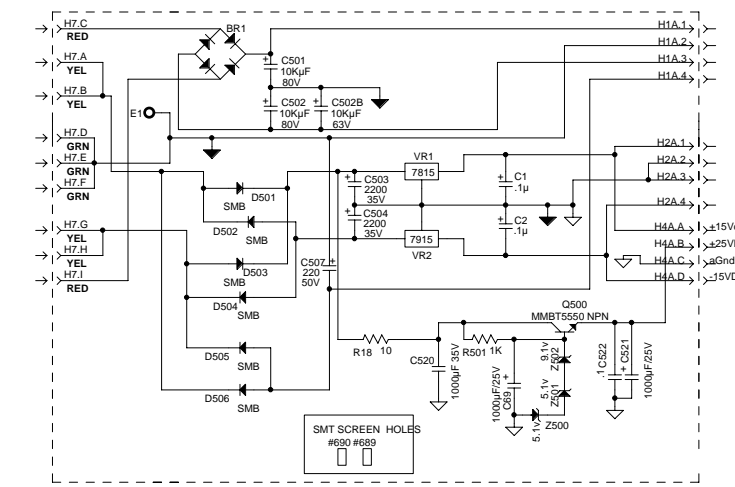 H7.C
RED
H7.A
YEL
H7.B
YEL
H7.D
GRN
H7.E
GRN
H7.F
GRN
H7.G
YEL
H7.H
YEL
H7.I
RED
E1
BR1
+ C501
10KµF
80V
+ C502
10KµF
80V
+ C502B
10KµF
63V
H1A.1
H1A.2
H1A.3
H1A.4
D501
SMB
D502
SMB
D503
SMB
D504
SMB
D505
SMB
D506
SMB
+ C503
2200
35V
+ C504
2200
35V
C507 +
220
50V
VR1
7815
7915
VR2
+ C1
.1µ
+ C2
.1µ
H2A.1
H2A.2
H2A.3
H2A.4
H4A.A
H4A.B
H4A.C
H4A.D
+25V
aGnd
R18 10
C520
1000µF 35V
R501 1K
1000µF/25V
C69 +
Q500
MMBT5550 NPN
9.1v
Z502
5.1v
Z501
5.1v
Z500
.1 C522
+ C521
1000µF/25V
SMT SCREEN HOLES
#690 #689